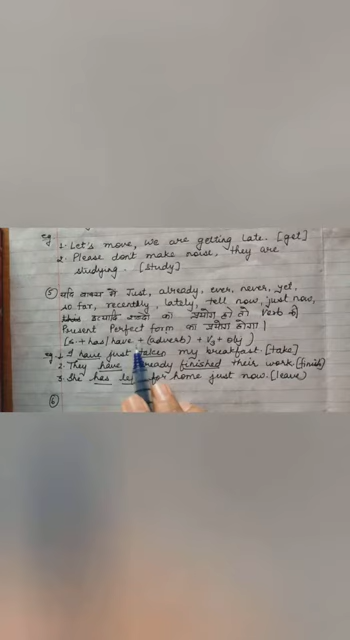 eg 1. Let's move, we are getting late. [get]
2. Please don't make noise, they are
studying. [study]
⑤ यदि वाक्य में Just, already, ever, never, yet,
so far, recently, lately, till now, just now,
इत्यादि शब्दों का प्रयोग हो तो Verb की
Present Perfect form का प्रयोग होगा।
[s + has/have + (adverb) + V3 + obj)
eg 1. I have just taken my breakfast. [take]
2. They have already finished their work. [finish]
3. She has for home just now. (leave)
⑥